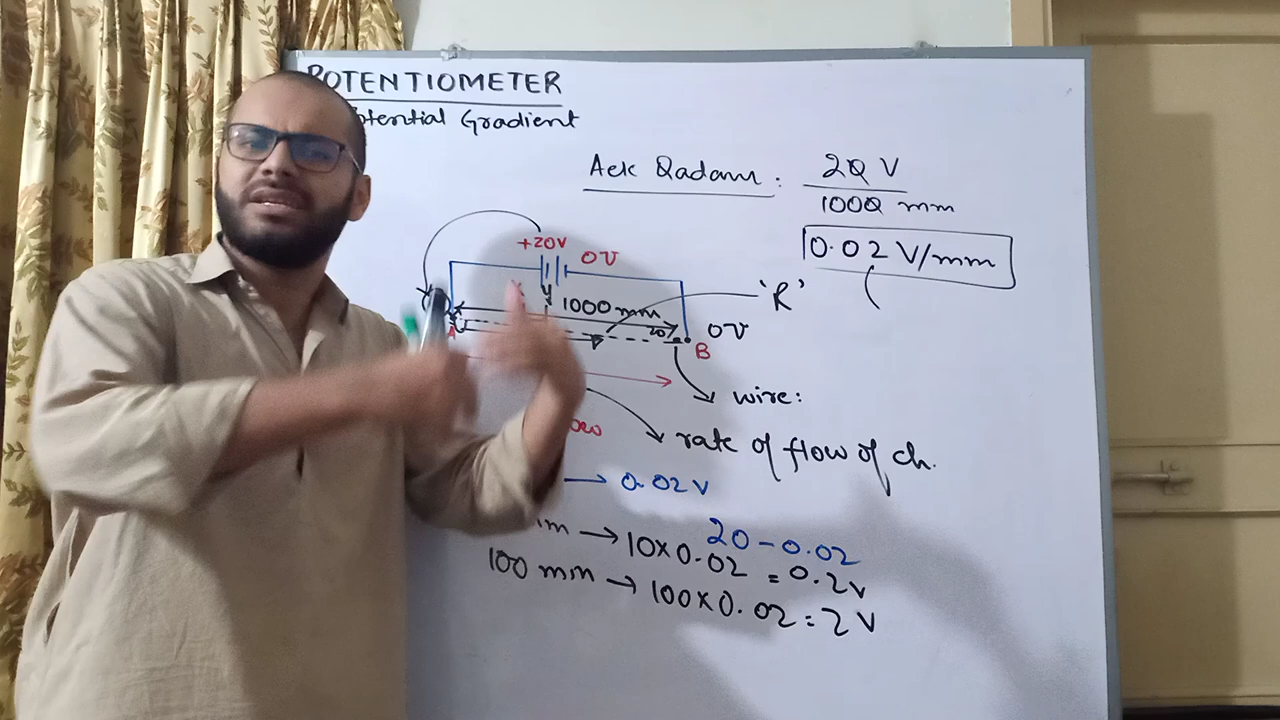 POTENTIOMETER
Potential Gradient
Aek Qadam : 20 V
1000 mm
0.02 V/mm
+20V
0V
1000 mm
'R'
20
0V
A
B
wire:
rate of flow of ch.
→ 0.02V
20 - 0.02
mm → 10×0.02 = 0.2V
100 mm → 100×0.02 = 2V